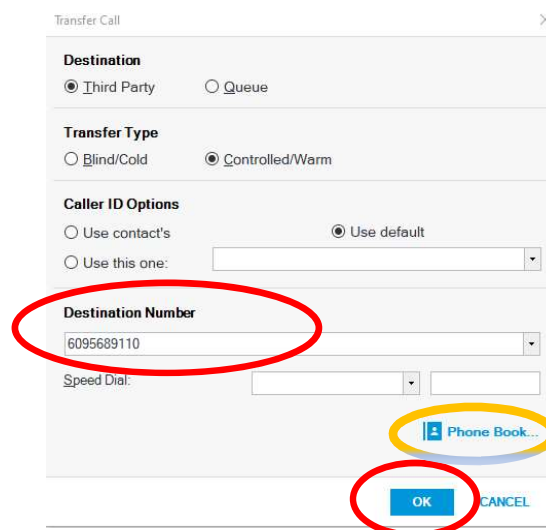 Transfer Call
Destination
Third Party Queue
Transfer Type
Blind/Cold Controlled/Warm
Caller ID Options
Use contact's Use default
Use this one:
Destination Number
6095689110
Speed Dial:
Phone Book...
OK CANCEL